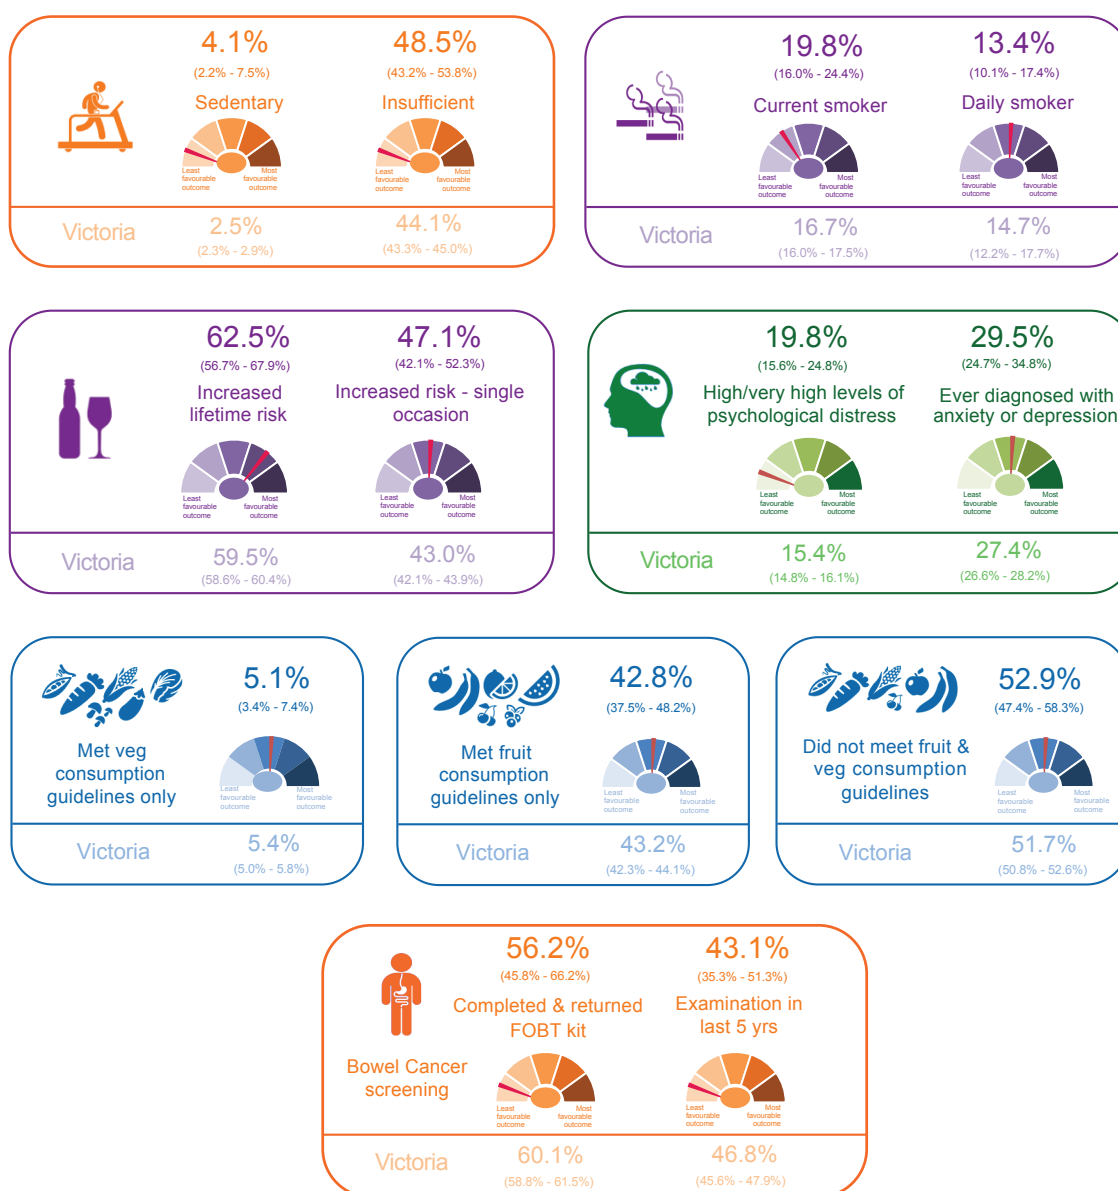 4.1%
(2.2% - 7.5%)
Sedentary
Least
favourable
outcome
Most
favourable
outcome
48.5%
(43.2% - 53.8%)
Insufficient
Least
favourable
outcome
Most
favourable
outcome
Victoria
2.5%
(2.3% - 2.9%)
44.1%
(43.3% - 45.0%)
19.8%
(16.0% - 24.4%)
Current smoker
Least
favourable
outcome
Most
favourable
outcome
13.4%
(10.1% - 17.4%)
Daily smoker
Least
favourable
outcome
Most
favourable
outcome
Victoria
16.7%
(16.0% - 17.5%)
14.7%
(12.2% - 17.7%)
62.5%
(56.7% - 67.9%)
Increased
lifetime risk
Least
favourable
outcome
Most
favourable
outcome
47.1%
(42.1% - 52.3%)
Increased risk - single
occasion
Least
favourable
outcome
Most
favourable
outcome
Victoria
59.5%
(58.6% - 60.4%)
43.0%
(42.1% - 43.9%)
19.8%
(15.6% - 24.8%)
High/very high levels of
psychological distress
Least
favourable
outcome
Most
favourable
outcome
29.5%
(24.7% - 34.8%)
Ever diagnosed with
anxiety or depression
Least
favourable
outcome
Most
favourable
outcome
Victoria
15.4%
(14.8% - 16.1%)
27.4%
(26.6% - 28.2%)
5.1%
(3.4% - 7.4%)
Met veg
consumption
guidelines only
Least
favourable
outcome
Most
favourable
outcome
Victoria
5.4%
(5.0% - 5.8%)
42.8%
(37.5% - 48.2%)
Met fruit
consumption
guidelines only
Least
favourable
outcome
Most
favourable
outcome
Victoria
43.2%
(42.3% - 44.1%)
52.9%
(47.4% - 58.3%)
Did not meet fruit &
veg consumption
guidelines
Least
favourable
outcome
Most
favourable
outcome
Victoria
51.7%
(50.8% - 52.6%)
Bowel Cancer
screening
56.2%
(45.8% - 66.2%)
Completed & returned
FOBT kit
Least
favourable
outcome
Most
favourable
outcome
43.1%
(35.3% - 51.3%)
Examination in
last 5 yrs
Least
favourable
outcome
Most
favourable
outcome
Victoria
60.1%
(58.8% - 61.5%)
46.8%
(45.6% - 47.9%)